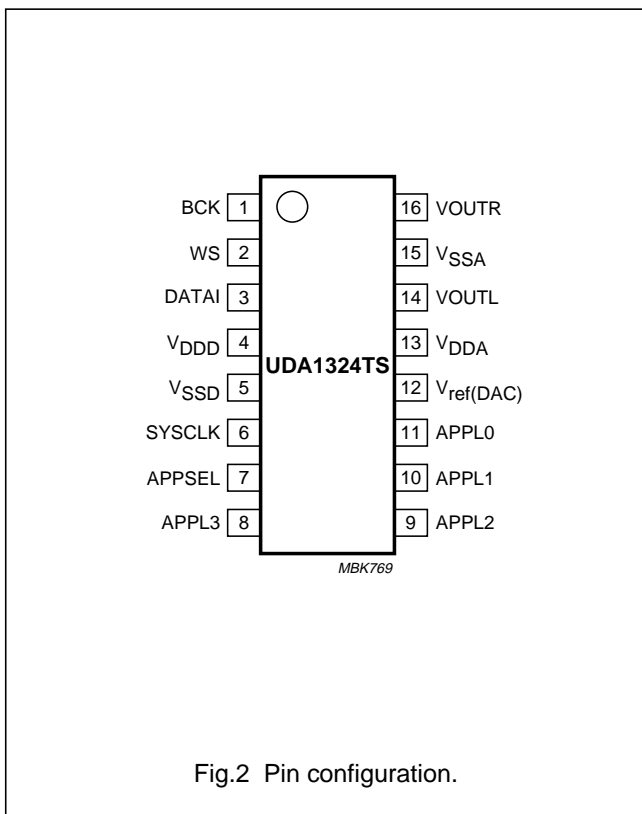 BCK 1 16 VOUTR
WS 2 15 VSSA
DATAI 3 14 VOUTL
VDDD 4 13 VDDA
UDA1324TS
VSSD 5 12 Vref(DAC)
SYSCLK 6 11 APPL0
APPSEL 7 10 APPL1
APPL3 8 9 APPL2
MBK769
Fig.2 Pin configuration.